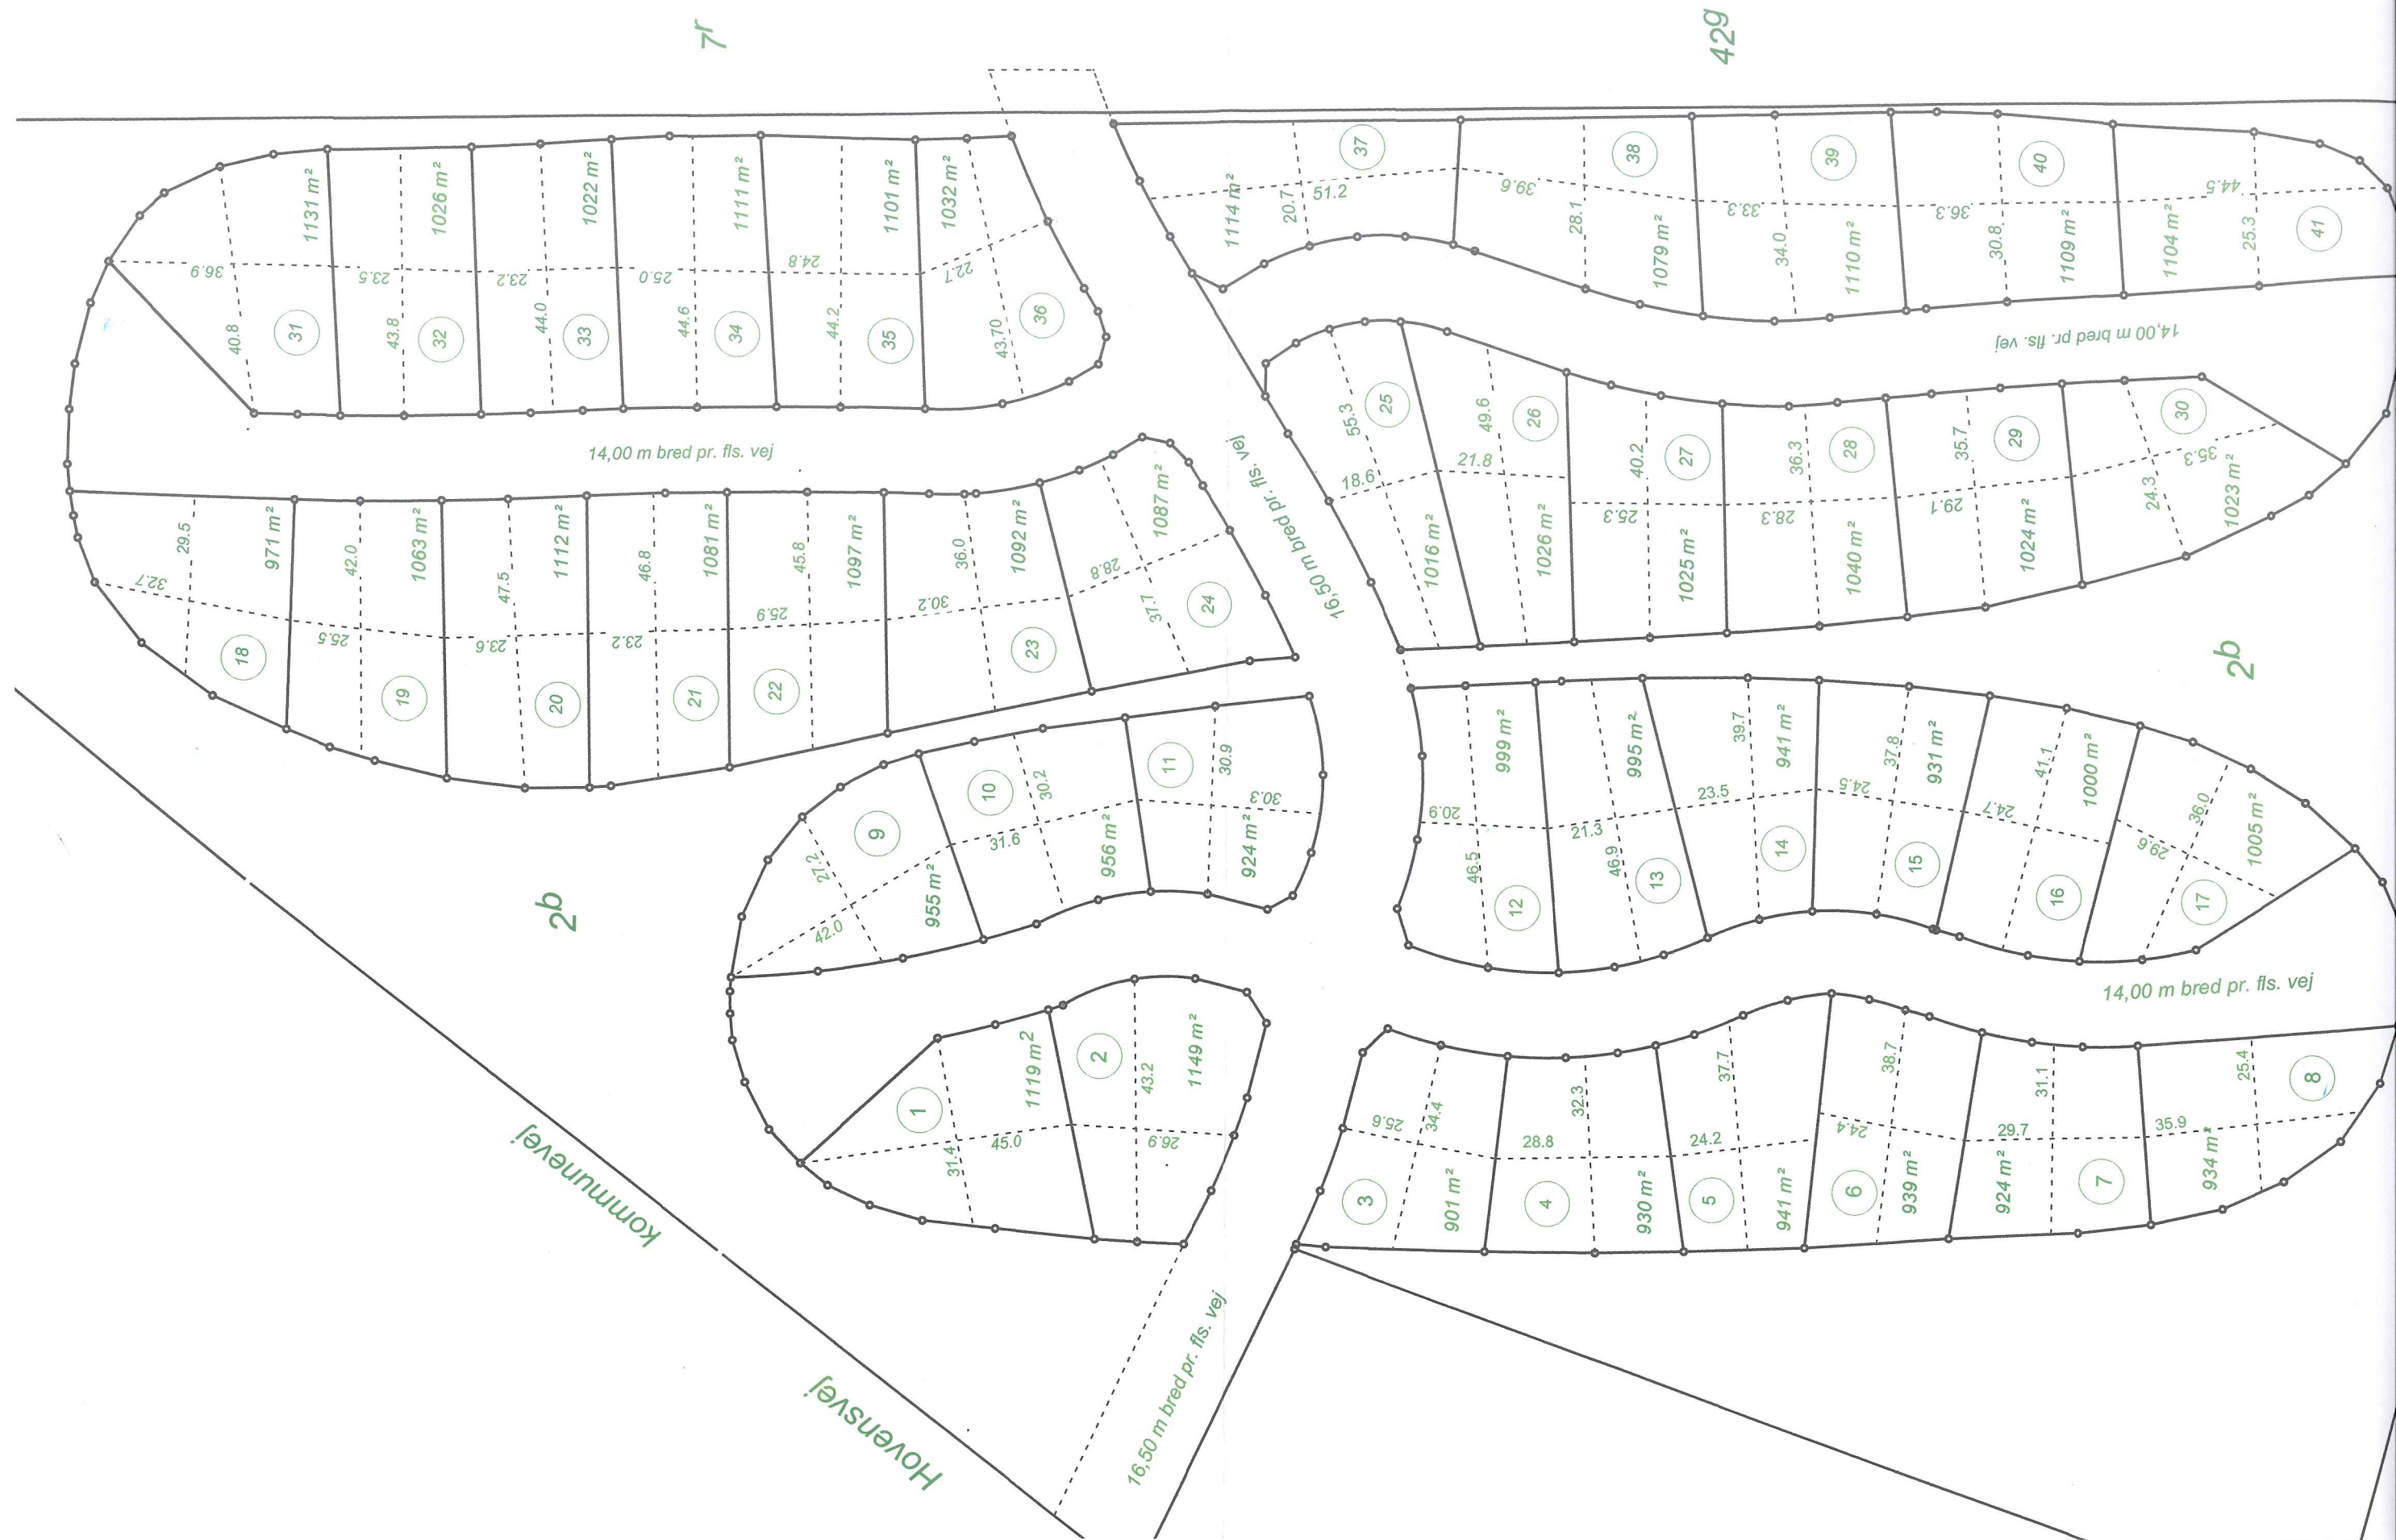 7r
42g
1131 m²
36.9
40.8
31
1026 m²
23.5
43.8
32
1022 m²
23.2
44.0
33
1111 m²
25.0
44.6
34
1101 m²
24.8
44.2
35
1032 m²
22.7
43.70
36
1114 m²
20.7
51.2
37
39.6
28.1
38
1079 m²
33.3
34.0
39
1110 m²
36.3
30.8
40
1109 m²
1104 m²
44.5
25.3
41
14,00 m bred pr. fls. vej
14,00 m bred pr. fls. vej
16,50 m bred pr. fls. vej
32.7
29.5
971 m²
18
25.5
42.0
1063 m²
19
23.6
47.5
1112 m²
20
23.2
46.8
1081 m²
21
25.9
45.8
1097 m²
22
30.2
36.0
1092 m²
23
28.8
37.7
1087 m²
24
55.3
18.6
25
1016 m²
49.6
21.8
26
1026 m²
25.3
40.2
27
1025 m²
28.3
36.3
28
1040 m²
29.1
35.7
29
1024 m²
24.3
35.3
30
1023 m²
2b
2b
27.2
42.0
9
955 m²
10
31.6
30.2
956 m²
11
30.9
30.3
924 m²
20.9
46.5
999 m²
12
21.3
46.9
995 m²
13
23.5
39.7
941 m²
14
24.5
37.8
931 m²
15
24.7
41.1
1000 m²
16
29.6
36.0
1005 m²
17
14,00 m bred pr. fls. vej
1
31.4
45.0
1119 m²
2
43.2
26.9
1149 m²
25.6
34.4
3
901 m²
28.8
32.3
4
930 m²
24.2
37.7
5
941 m²
24.4
38.7
6
939 m²
29.7
31.1
924 m²
7
35.9
25.4
934 m²
8
kommunevej
Hovensvej
16,50 m bred pr. fls. vej